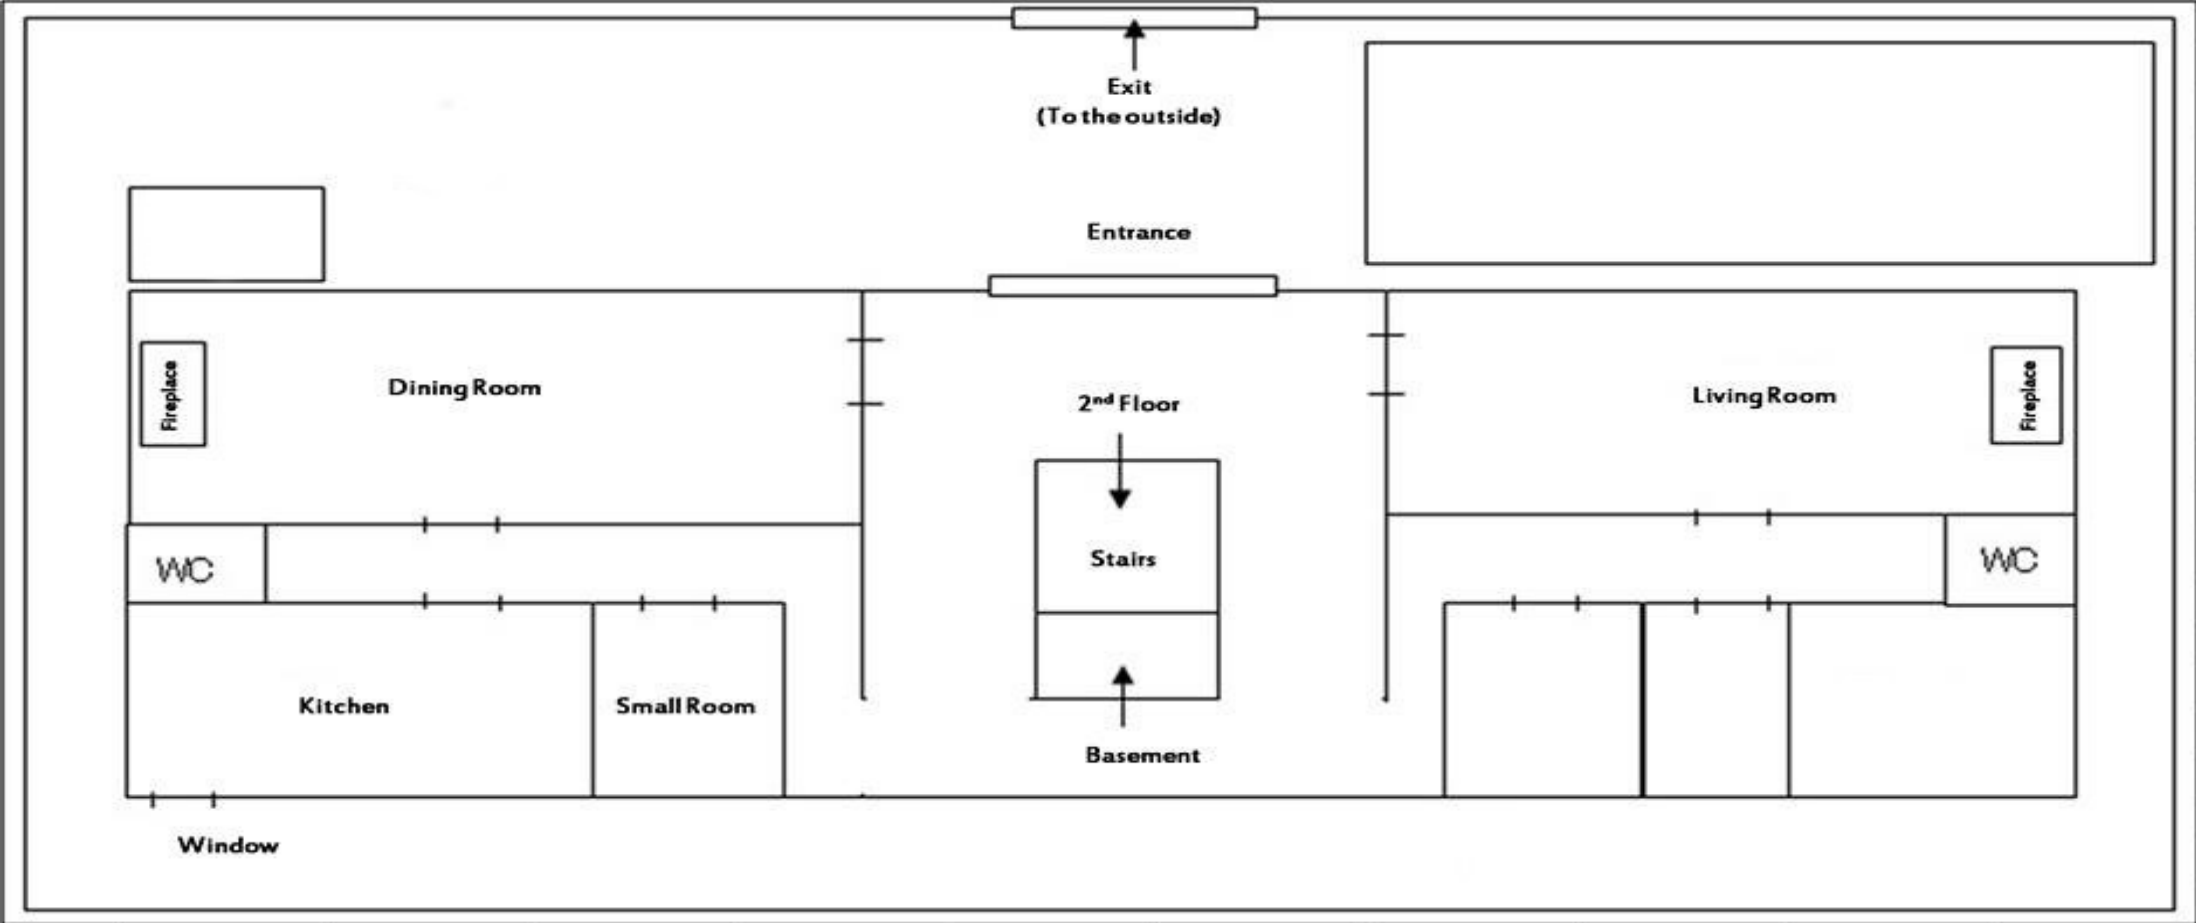 Exit
(To the outside)
Entrance
Fireplace
Dining Room
2nd Floor
Living Room
Fireplace
Stairs
WC
WC
Kitchen
Small Room
Basement
Window